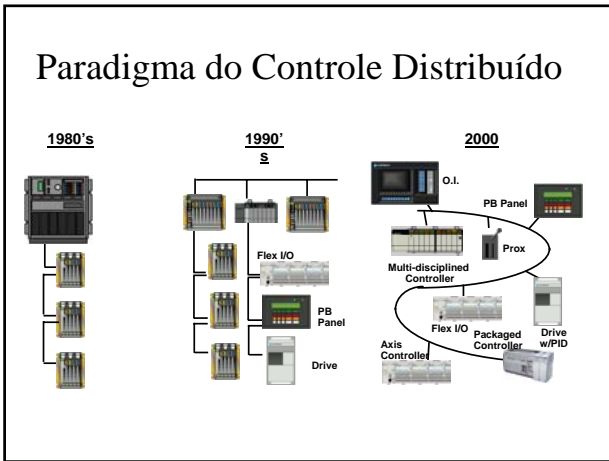 Paradigma do Controle Distribuído
1980's
1990'
s
2000
O.I.
PB Panel
Prox
Multi-disciplined
Controller
Flex I/O
PB
Panel
Drive
Flex I/O
Drive
w/PID
Packaged
Controller
Axis
Controller